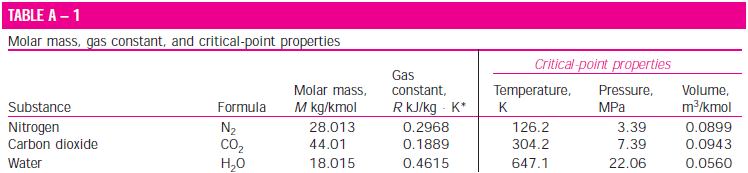 TABLE A – 1
Molar mass, gas constant, and critical-point properties
Critical-point properties
Gas
Molar mass, constant, Temperature, Pressure, Volume,
Substance Formula M kg/kmol R kJ/kg · K* K MPa m³/kmol
Nitrogen N₂ 28.013 0.2968 126.2 3.39 0.0899
Carbon dioxide CO₂ 44.01 0.1889 304.2 7.39 0.0943
Water H₂O 18.015 0.4615 647.1 22.06 0.0560